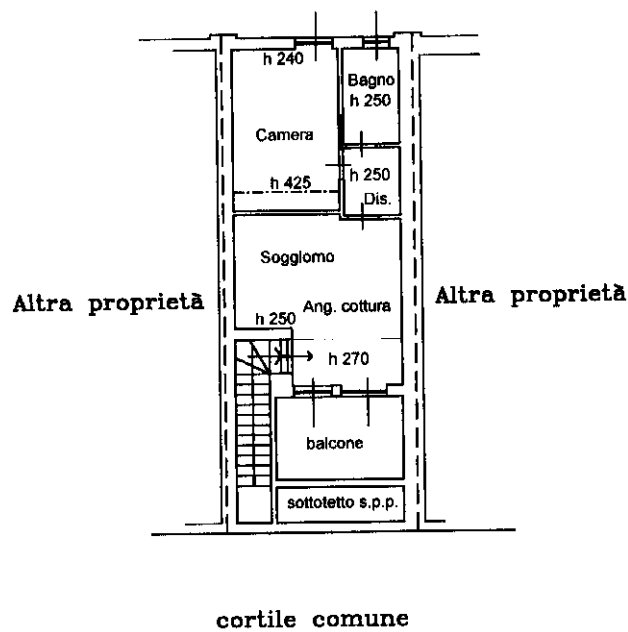 h 240
Bagno
h 250
Camera
h 425
h 250
Dis.
Soggiorno
Altra proprietà
Altra proprietà
Ang. cottura
h 250
h 270
balcone
sottotetto s.p.p.
cortile comune